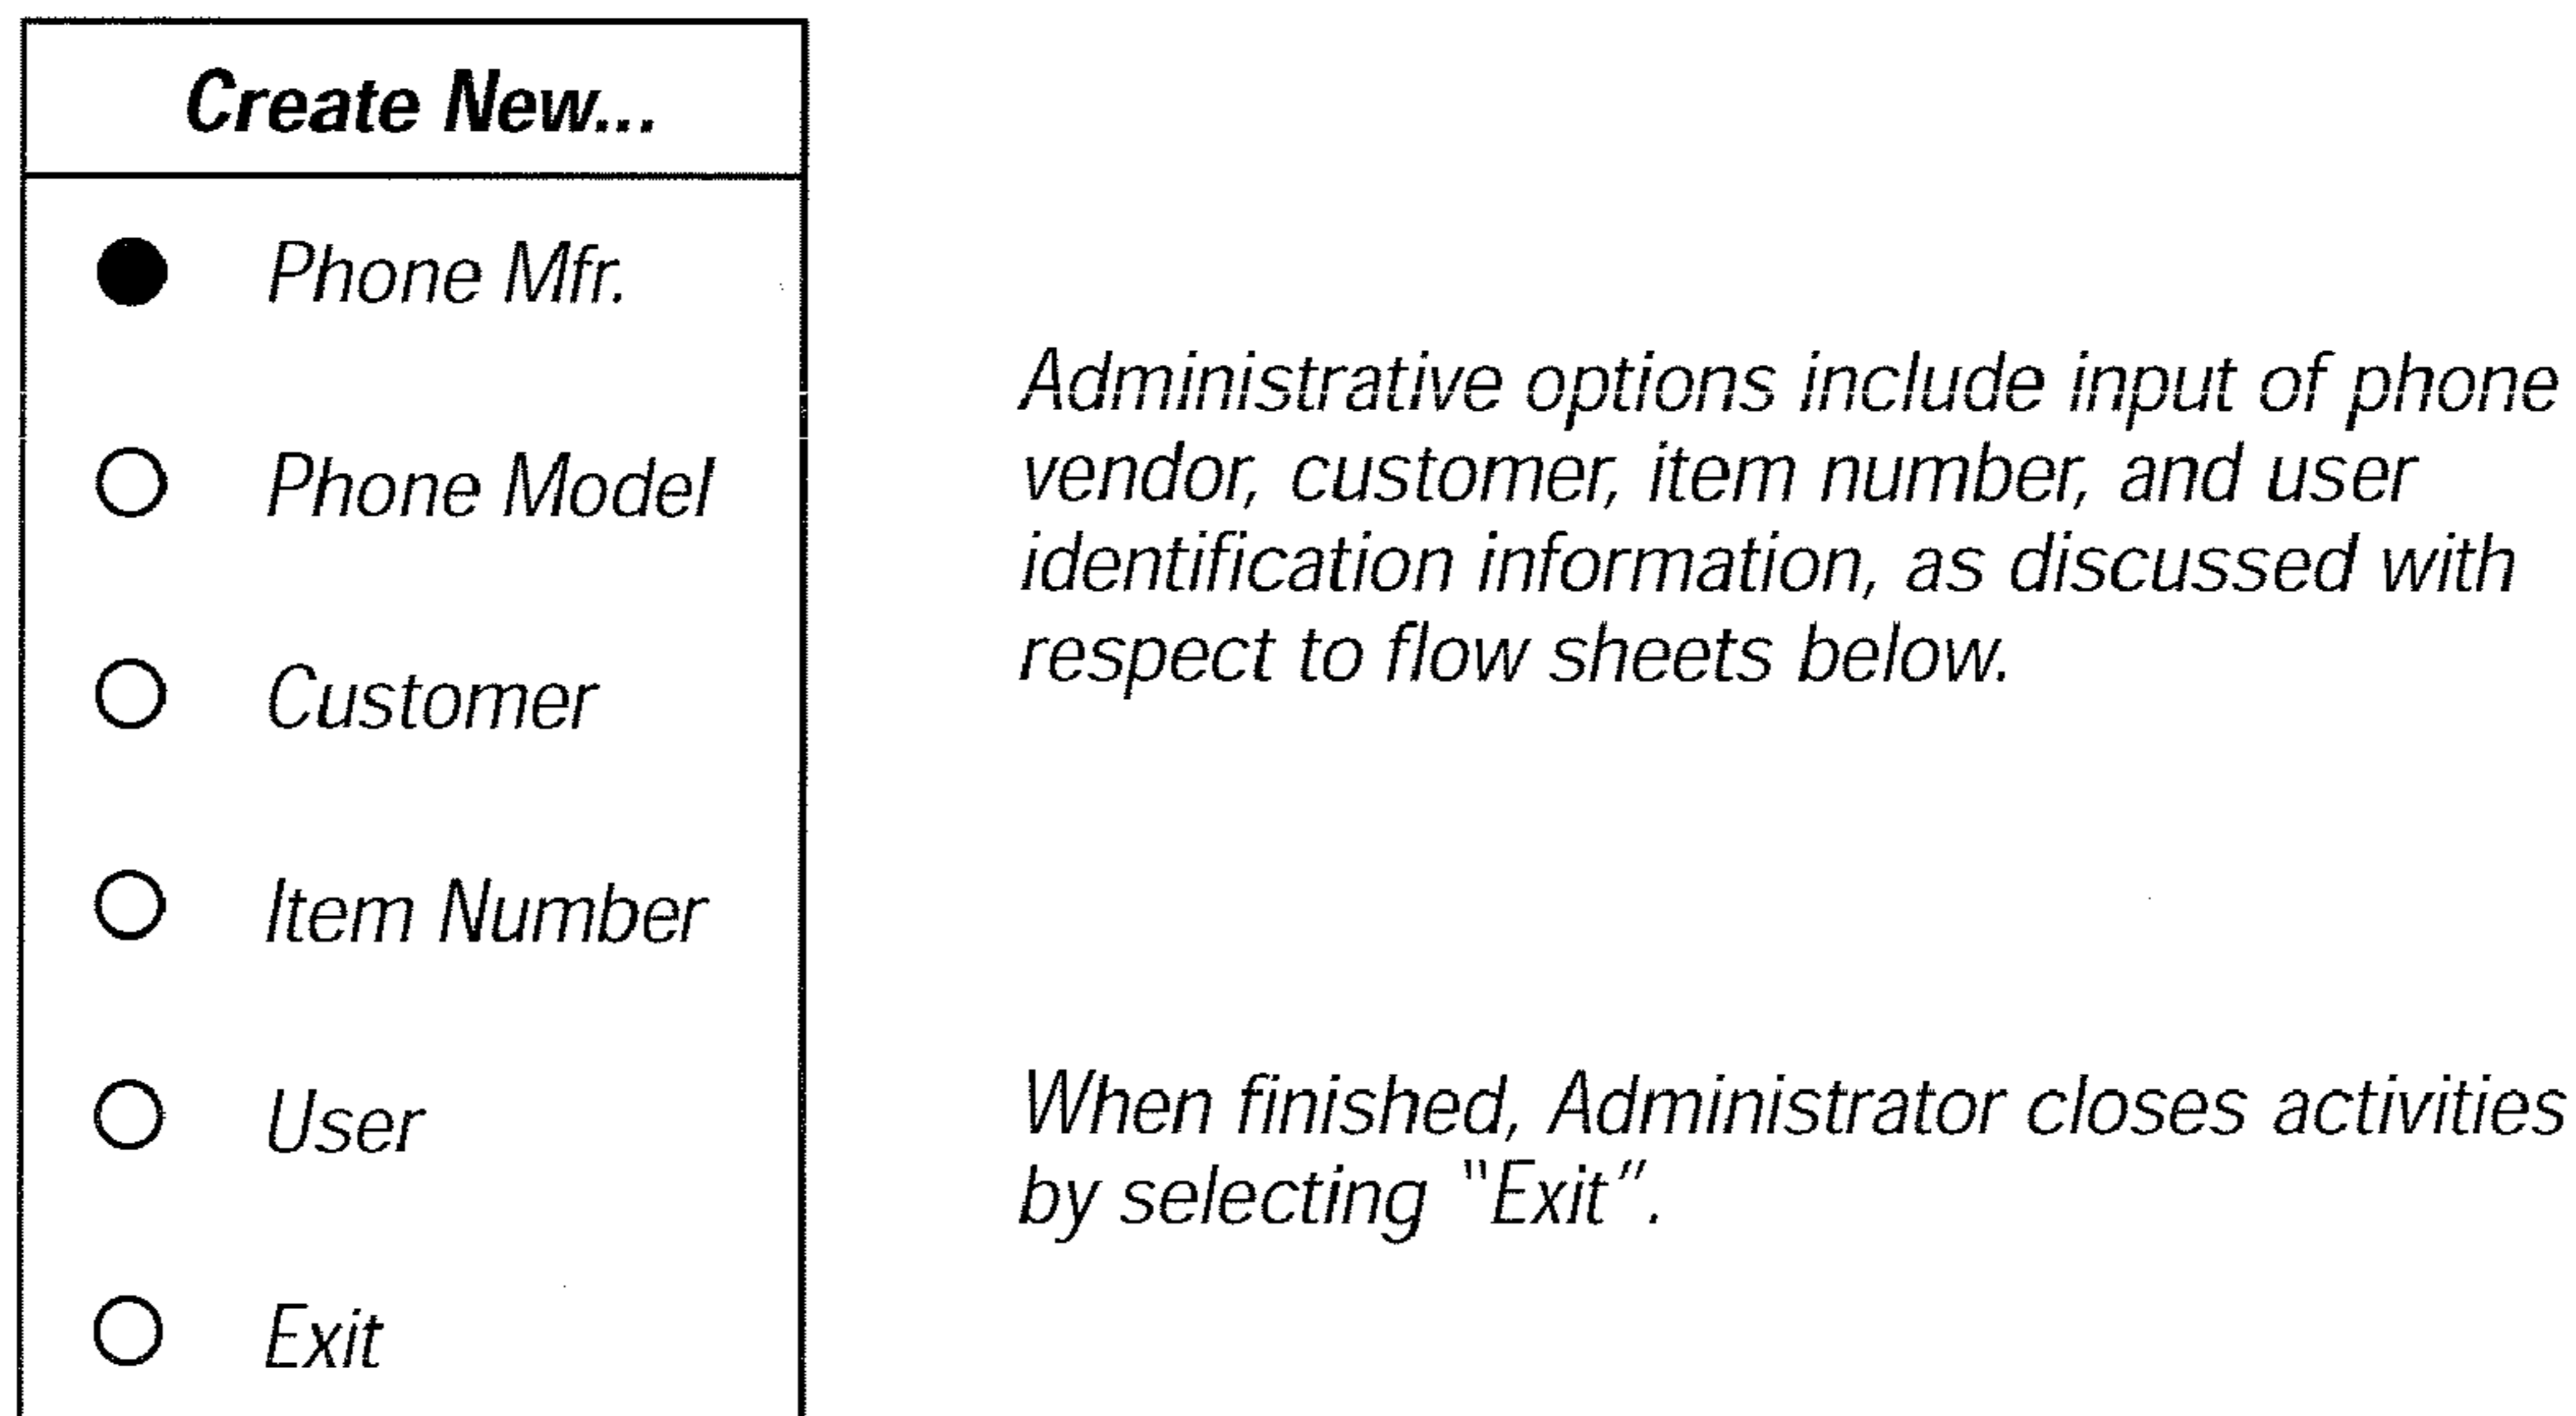 Create New...
Phone Mfr.
Phone Model
Customer
Item Number
User
Exit
Administrative options include input of phone
vendor, customer, item number, and user
identification information, as discussed with
respect to flow sheets below.
When finished, Administrator closes activities
by selecting "Exit".